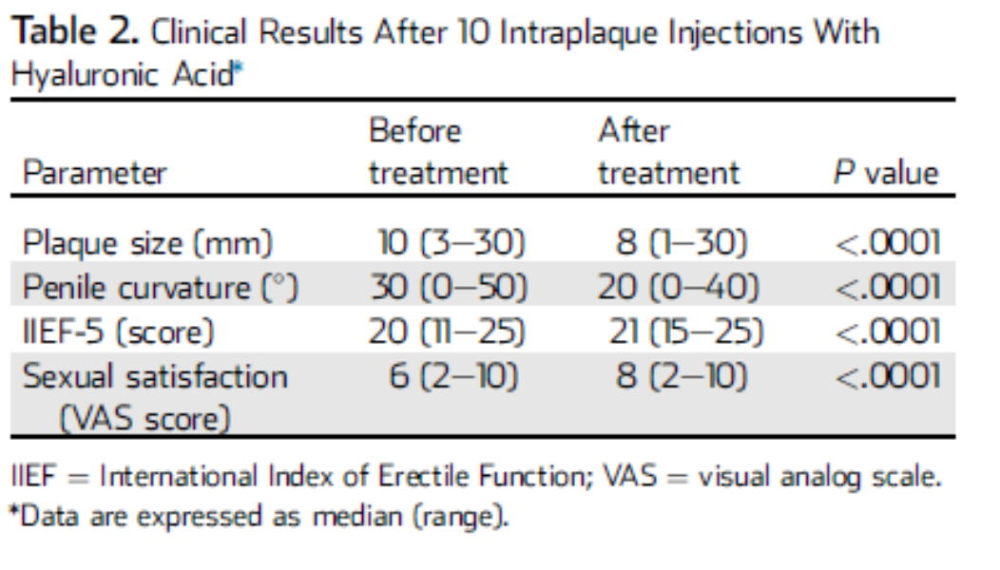 Table 2. Clinical Results After 10 Intraplaque Injections With
Hyaluronic Acid*
Before After
Parameter treatment treatment P value
Plaque size (mm) 10 (3–30) 8 (1–30) <.0001
Penile curvature (°) 30 (0–50) 20 (0–40) <.0001
IIEF-5 (score) 20 (11–25) 21 (15–25) <.0001
Sexual satisfaction 6 (2–10) 8 (2–10) <.0001
(VAS score)
IIEF = International Index of Erectile Function; VAS = visual analog scale.
*Data are expressed as median (range).